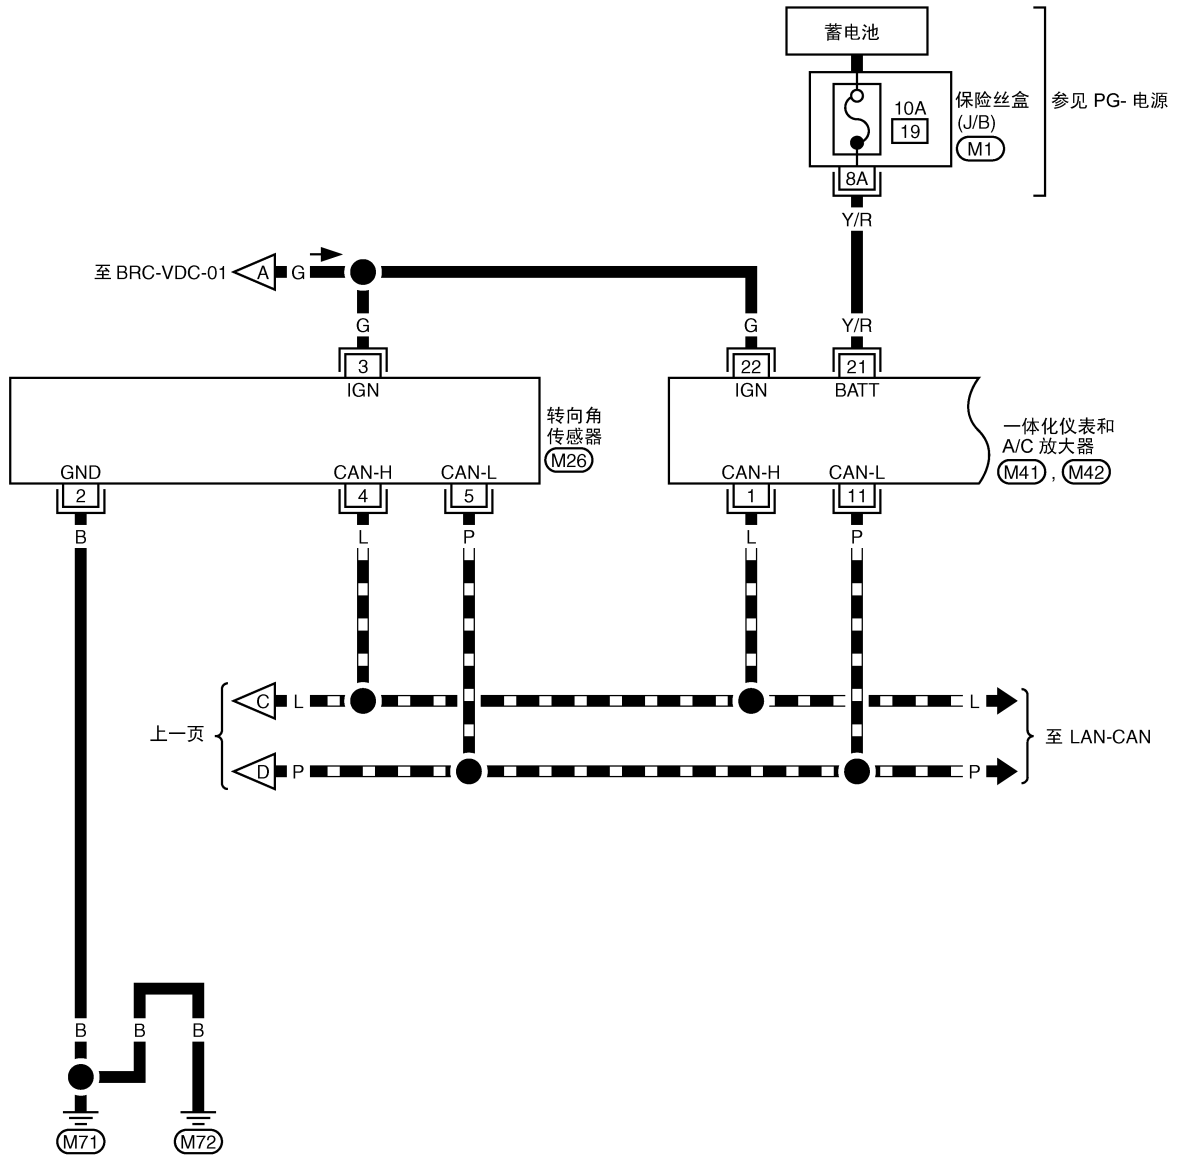 蓄电池
10A
19
保险丝盒
(J/B)
M1
参见 PG- 电源
8A
Y/R
至 BRC-VDC-01
A
G
G
G
Y/R
3
22
21
IGN
IGN
BATT
转向角
传感器
M26
一体化仪表和
A/C 放大器
M41 , M42
GND
CAN-H
CAN-L
CAN-H
CAN-L
2
4
5
1
11
B
L
P
L
P
上一页
C
L
L
D
P
P
至 LAN-CAN
B
B
B
M71
M72